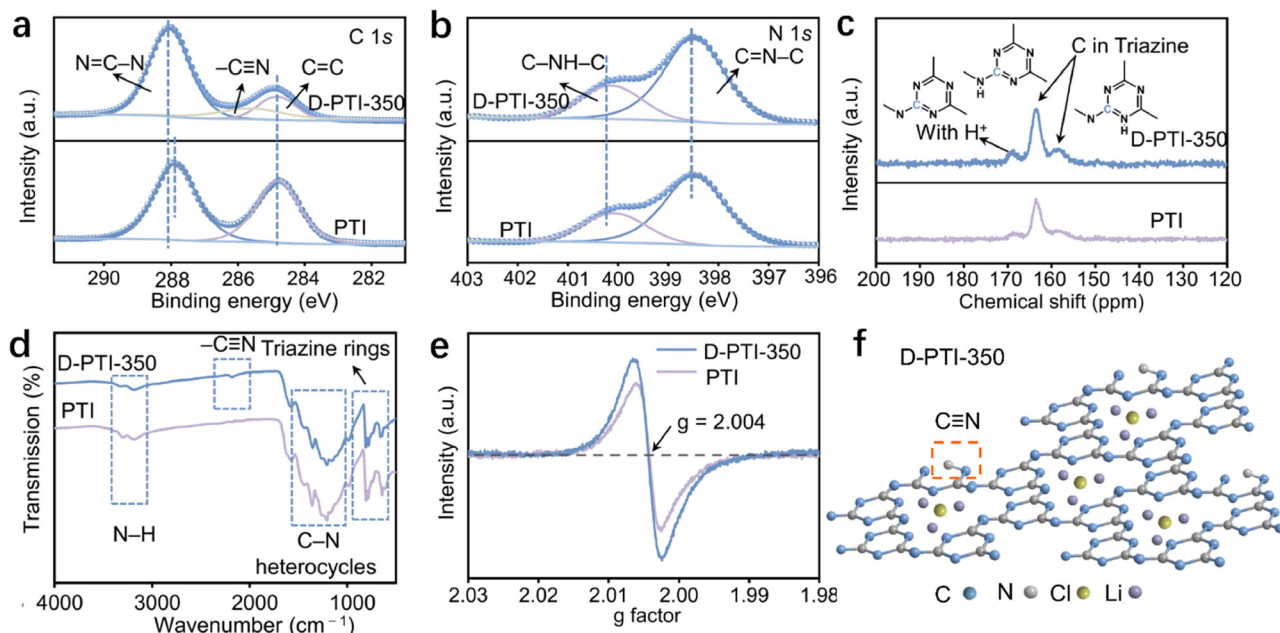 a
C 1s
N=C–N
–C≡N
C=C
D-PTI-350
PTI
Intensity (a.u.)
290 288 286 284 282
Binding energy (eV)
b
N 1s
C–NH–C
C=N–C
D-PTI-350
PTI
Intensity (a.u.)
403 402 401 400 399 398 397 396
Binding energy (eV)
c
C in Triazine
With H+
D-PTI-350
PTI
N N N N N H
N N N N
N N N N H
Intensity (a.u.)
200 180 160 140 120
Chemical shift (ppm)
d
–C≡N
Triazine rings
D-PTI-350
PTI
N–H
C–N
heterocycles
Transmission (%)
4000 3000 2000 1000
Wavenumber (cm−1)
e
D-PTI-350
PTI
g = 2.004
Intensity (a.u.)
2.03 2.02 2.01 2.00 1.99 1.98
g factor
f
D-PTI-350
C≡N
C N Cl Li